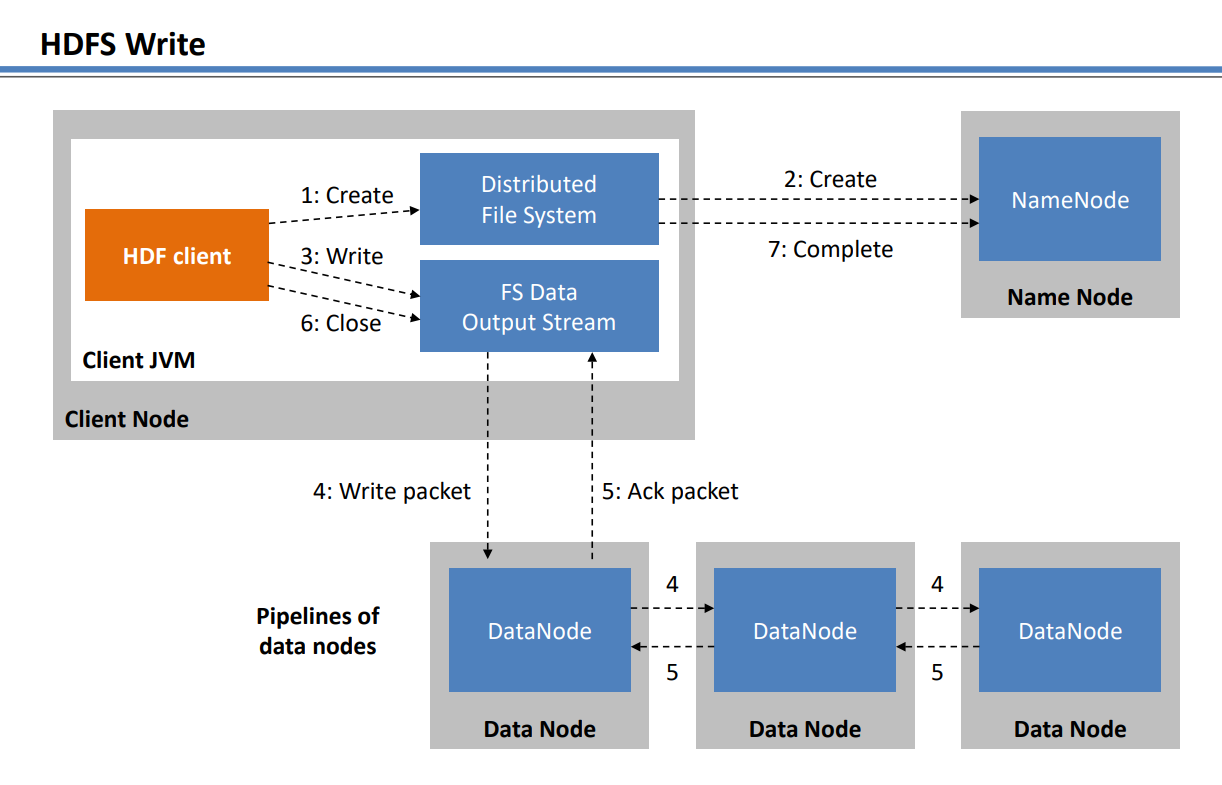 HDFS Write
1: Create
Distributed
File System
2: Create
NameNode
HDF client
3: Write
7: Complete
FS Data
Output Stream
6: Close
Name Node
Client JVM
Client Node
4: Write packet
5: Ack packet
Pipelines of
data nodes
DataNode
4
5
DataNode
4
5
DataNode
Data Node
Data Node
Data Node